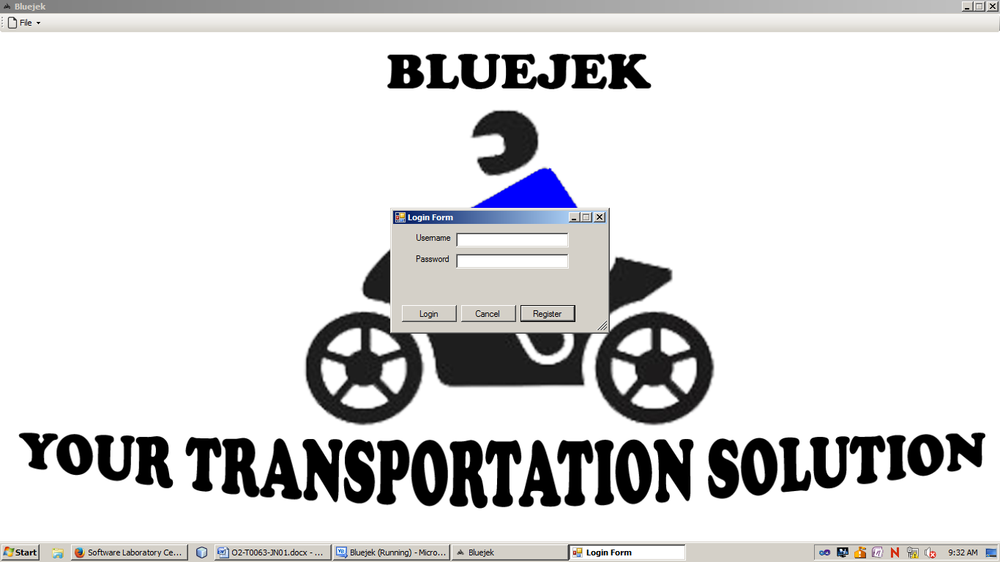 Bluejek
File
BLUEJEK
Login Form
Username
Password
Login Cancel Register
YOUR TRANSPORTATION SOLUTION
Start Software Laboratory Ce... O2-T0063-JN01.docx - ... Bluejek (Running) - Micro... Bluejek Login Form 9:32 AM